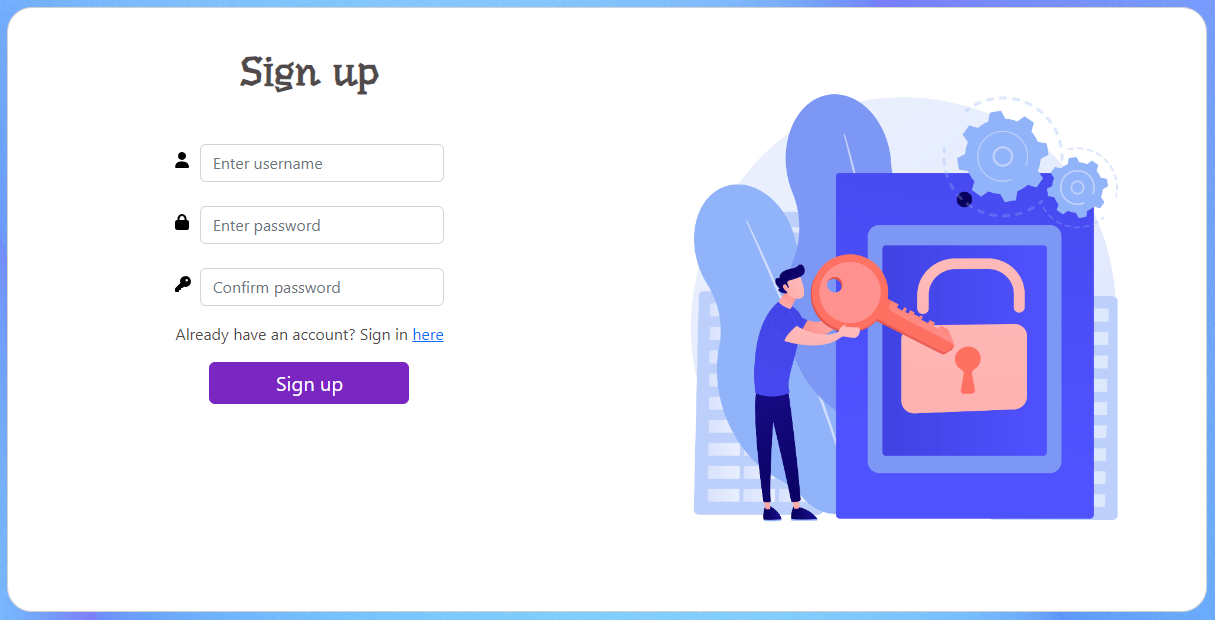 Sign up
Enter username
Enter password
Confirm password
Already have an account? Sign in here
Sign up